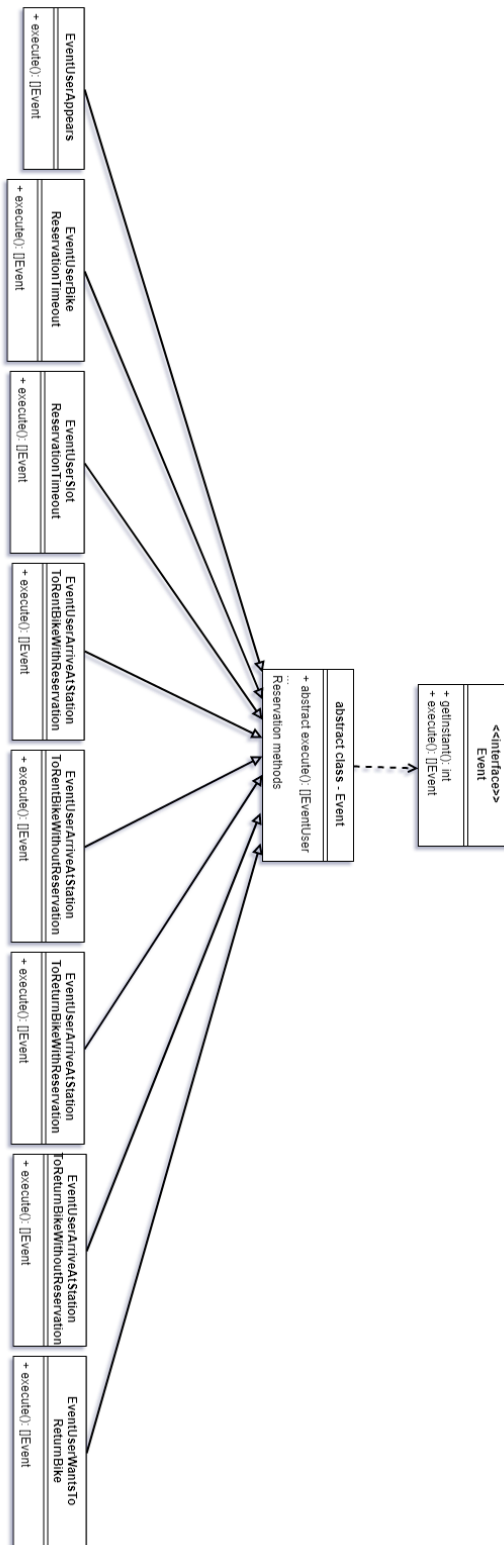 <<interface>>
Event
+ getInstant(): int
+ execute(): []Event
abstract class - Event
+ abstract execute(): []EventUser
...
Reservation methods
EventUserAppears
+ execute(): []Event
EventUserBike
ReservationTimeout
+ execute(): []Event
EventUserSlot
ReservationTimeout
+ execute(): []Event
EventUserArriveAtStation
ToRentBikeWithReservation
+ execute(): []Event
EventUserArriveAtStation
ToRentBikeWithoutReservation
+ execute(): []Event
EventUserArriveAtStation
ToReturnBikeWithReservation
+ execute(): []Event
EventUserArriveAtStation
ToReturnBikeWithoutReservation
+ execute(): []Event
EventUserWantsTo
ReturnBike
+ execute(): []Event